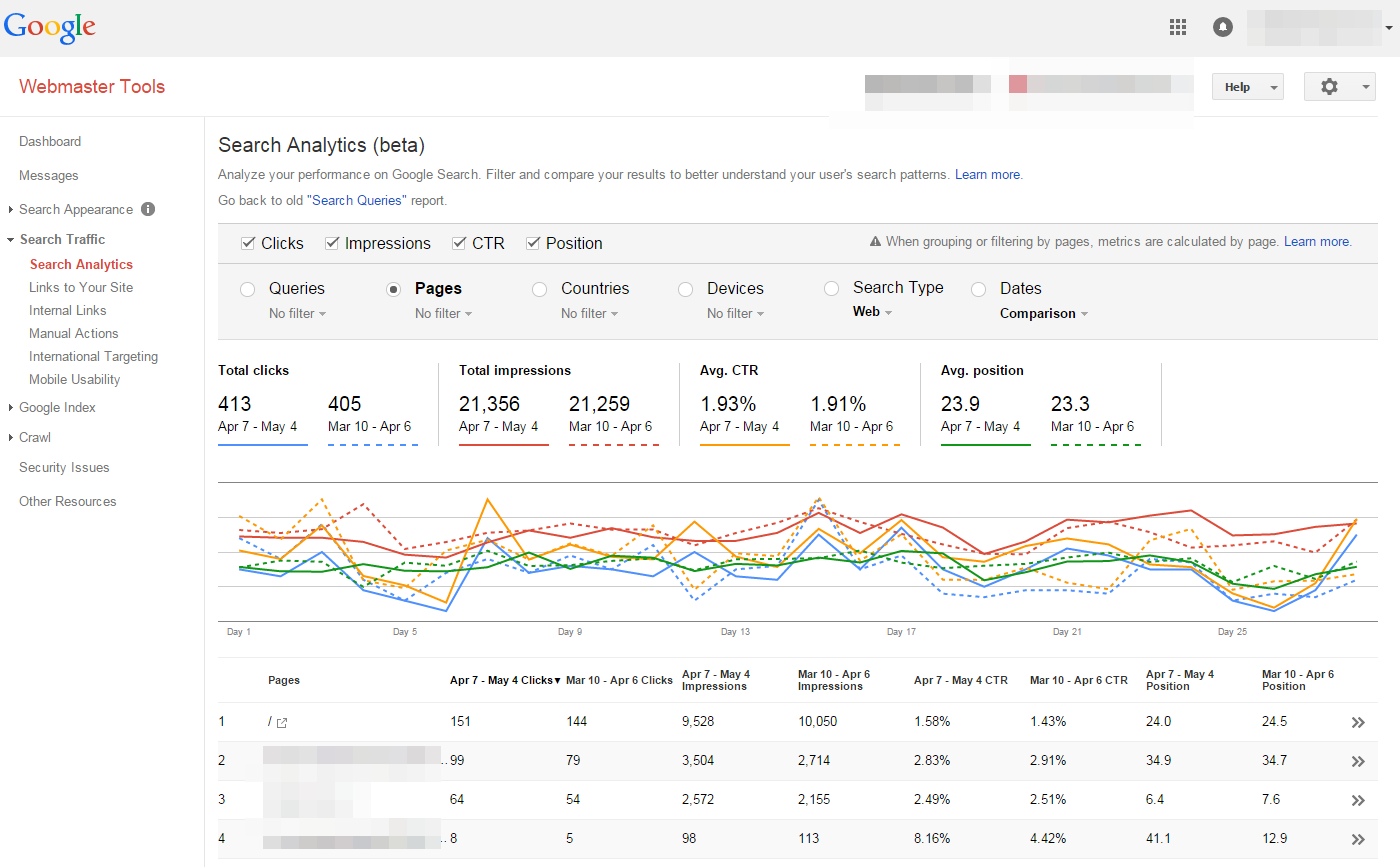 Google
Webmaster Tools
Help
Dashboard
Messages
Search Appearance
Search Traffic
Search Analytics
Links to Your Site
Internal Links
Manual Actions
International Targeting
Mobile Usability
Google Index
Crawl
Security Issues
Other Resources
Search Analytics (beta)
Analyze your performance on Google Search. Filter and compare your results to better understand your user's search patterns. Learn more.
Go back to old "Search Queries" report.
Clicks Impressions CTR Position
When grouping or filtering by pages, metrics are calculated by page. Learn more.
Queries Pages Countries Devices Search Type Dates
No filter No filter No filter No filter Web Comparison
Total clicks Total impressions Avg. CTR Avg. position
413 405 21,356 21,259 1.93% 1.91% 23.9 23.3
Apr 7 - May 4 Mar 10 - Apr 6 Apr 7 - May 4 Mar 10 - Apr 6 Apr 7 - May 4 Mar 10 - Apr 6 Apr 7 - May 4 Mar 10 - Apr 6
Day 1 Day 5 Day 9 Day 13 Day 17 Day 21 Day 25
Pages Apr 7 - May 4 Clicks▼ Mar 10 - Apr 6 Clicks Apr 7 - May 4 Impressions Mar 10 - Apr 6 Impressions Apr 7 - May 4 CTR Mar 10 - Apr 6 CTR Apr 7 - May 4 Position Mar 10 - Apr 6 Position
1 / 151 144 9,528 10,050 1.58% 1.43% 24.0 24.5 »
2 ... 99 79 3,504 2,714 2.83% 2.91% 34.9 34.7 »
3 64 54 2,572 2,155 2.49% 2.51% 6.4 7.6 »
4 ... 8 5 98 113 8.16% 4.42% 41.1 12.9 »